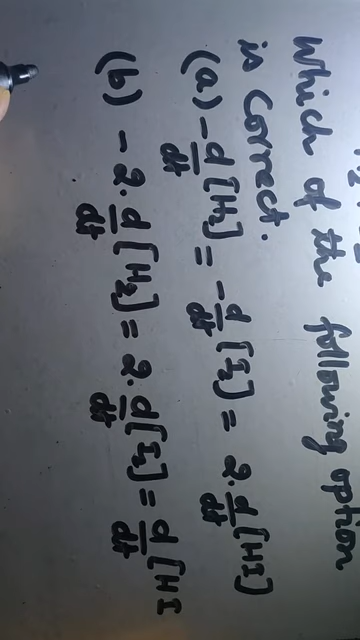 Which of the following option
is correct.
(a) -d/dt [H₂] = -d/dt [I₂] = 2.d/dt [HI]
(b) -2.d/dt [H₂] = 2.d/dt [I₂] = d/dt [HI